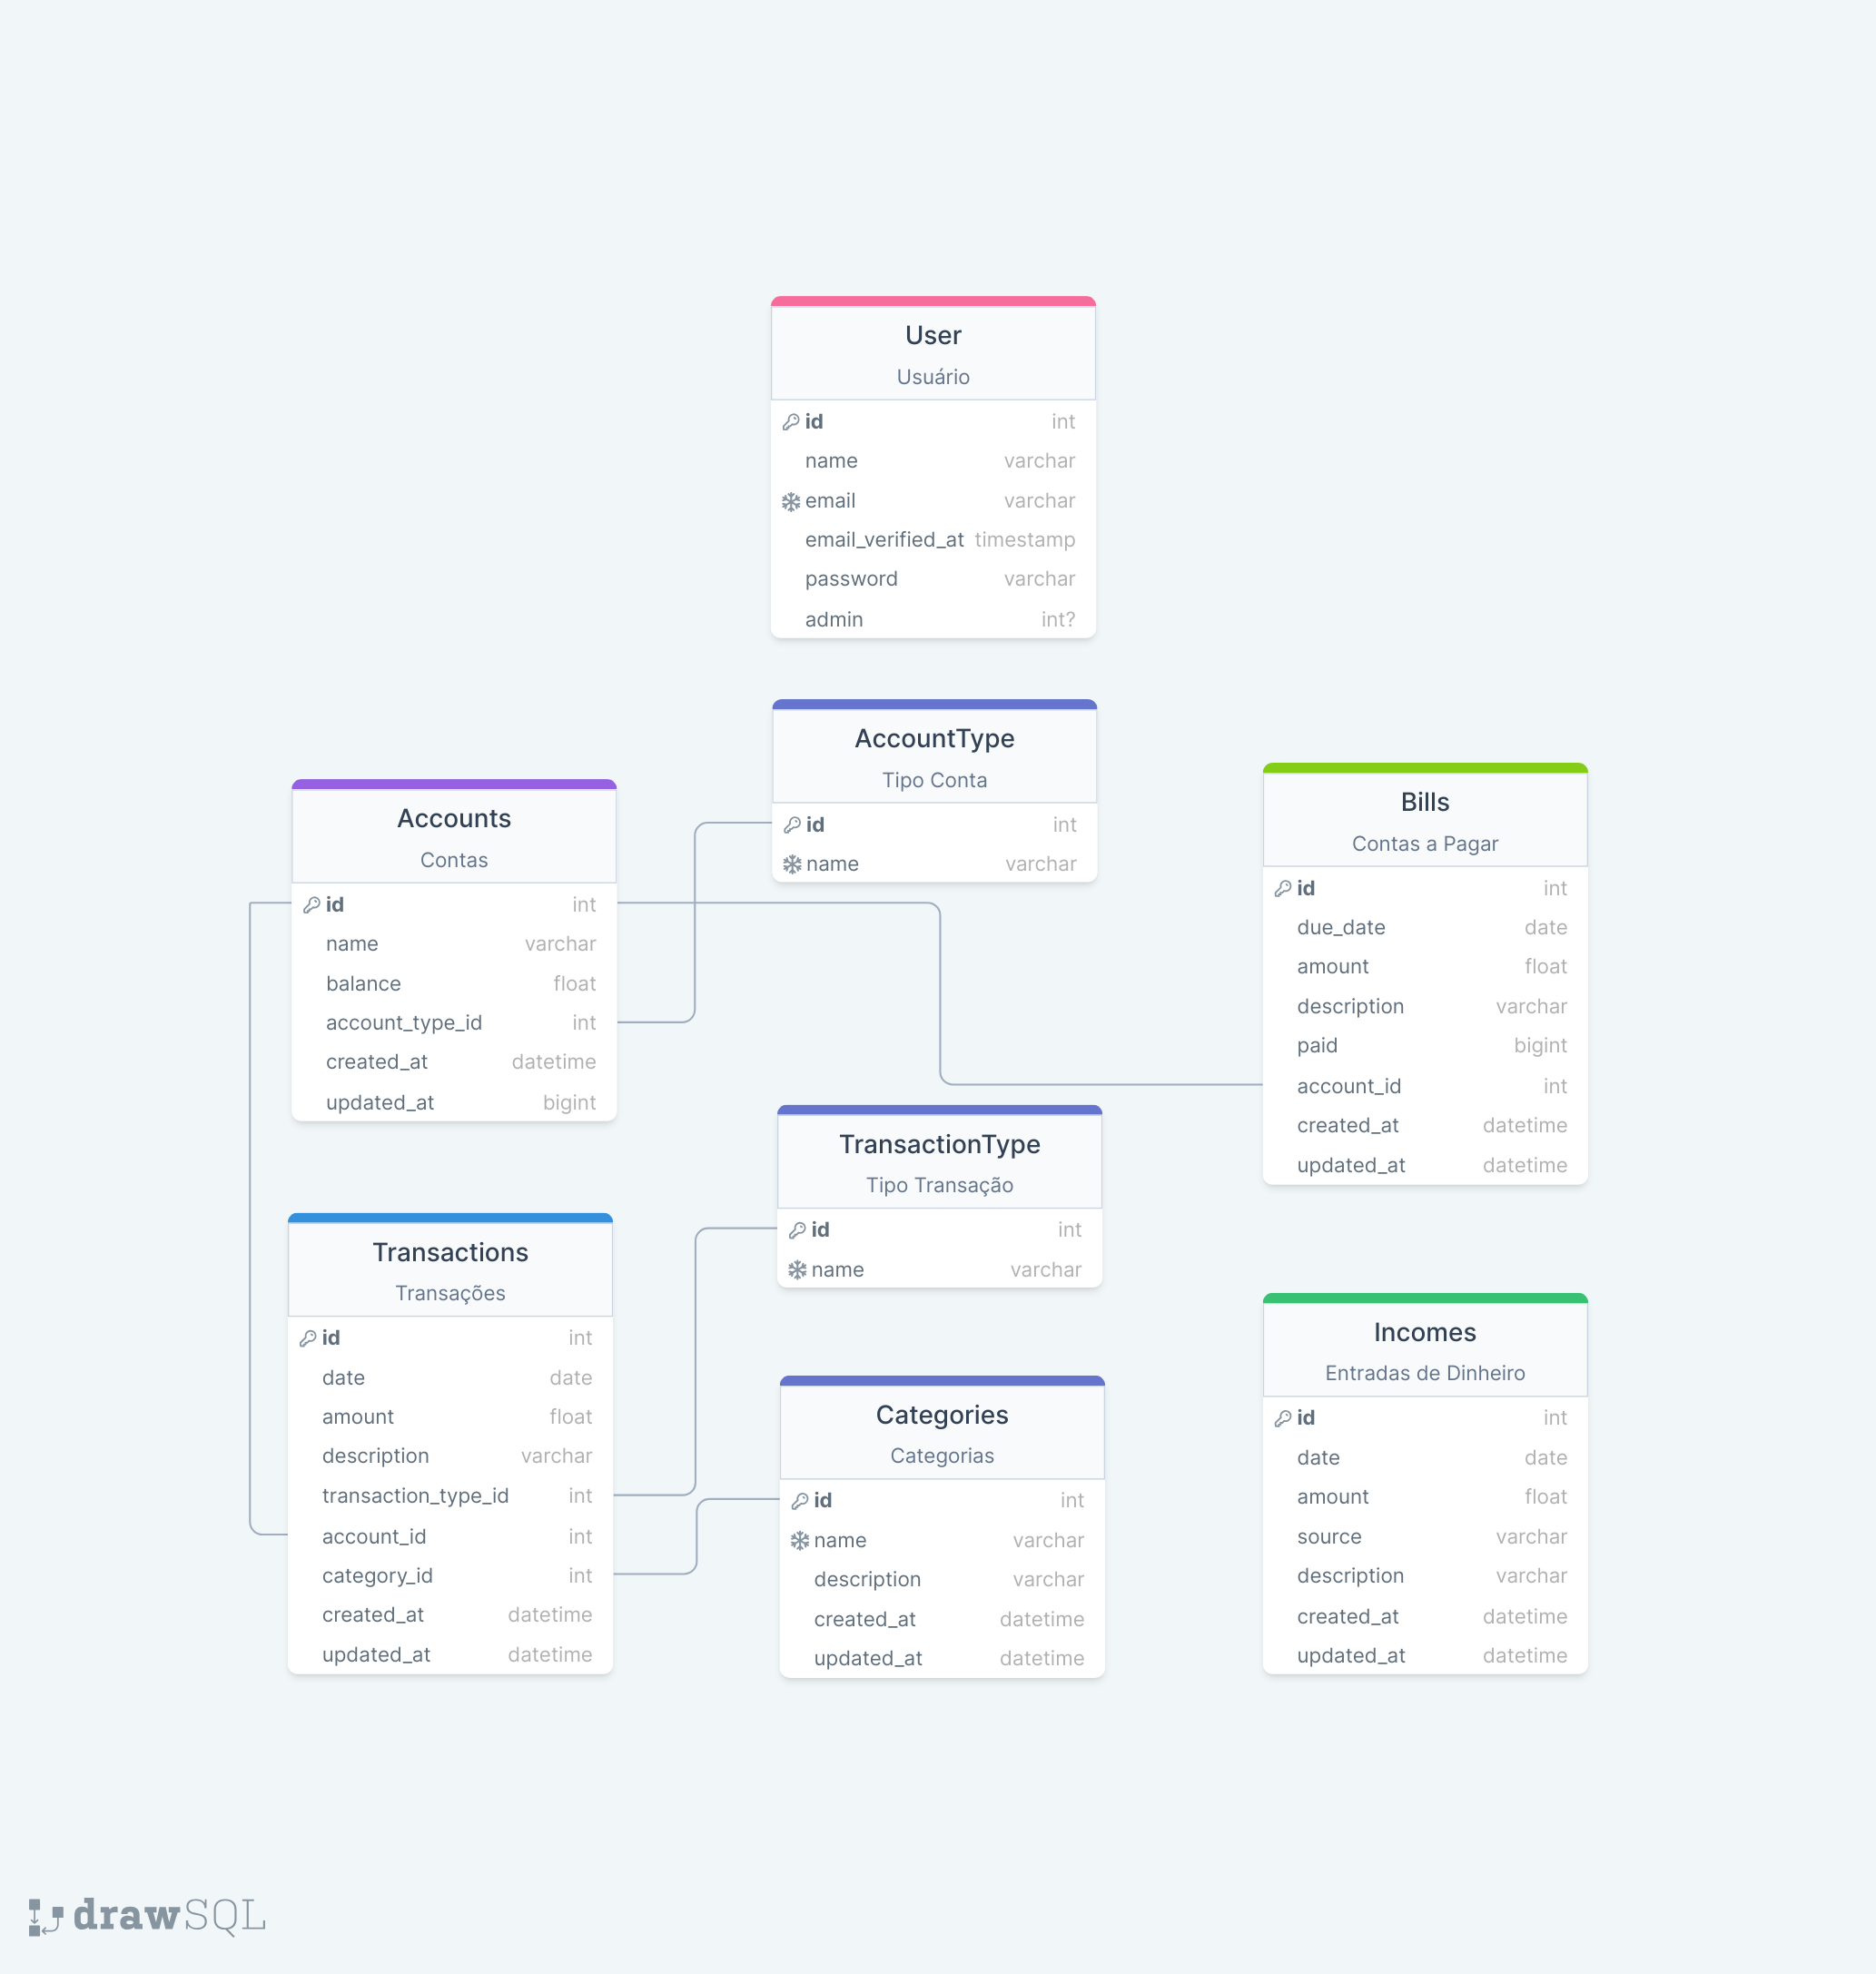 User
Usuário
id int
name varchar
email varchar
email_verified_at timestamp
password varchar
admin int?
AccountType
Tipo Conta
id int
name varchar
Accounts
Contas
id int
name varchar
balance float
account_type_id int
created_at datetime
updated_at bigint
Bills
Contas a Pagar
id int
due_date date
amount float
description varchar
paid bigint
account_id int
created_at datetime
updated_at datetime
TransactionType
Tipo Transação
id int
name varchar
Transactions
Transações
id int
date date
amount float
description varchar
transaction_type_id int
account_id int
category_id int
created_at datetime
updated_at datetime
Categories
Categorias
id int
name varchar
description varchar
created_at datetime
updated_at datetime
Incomes
Entradas de Dinheiro
id int
date date
amount float
source varchar
description varchar
created_at datetime
updated_at datetime
drawSQL